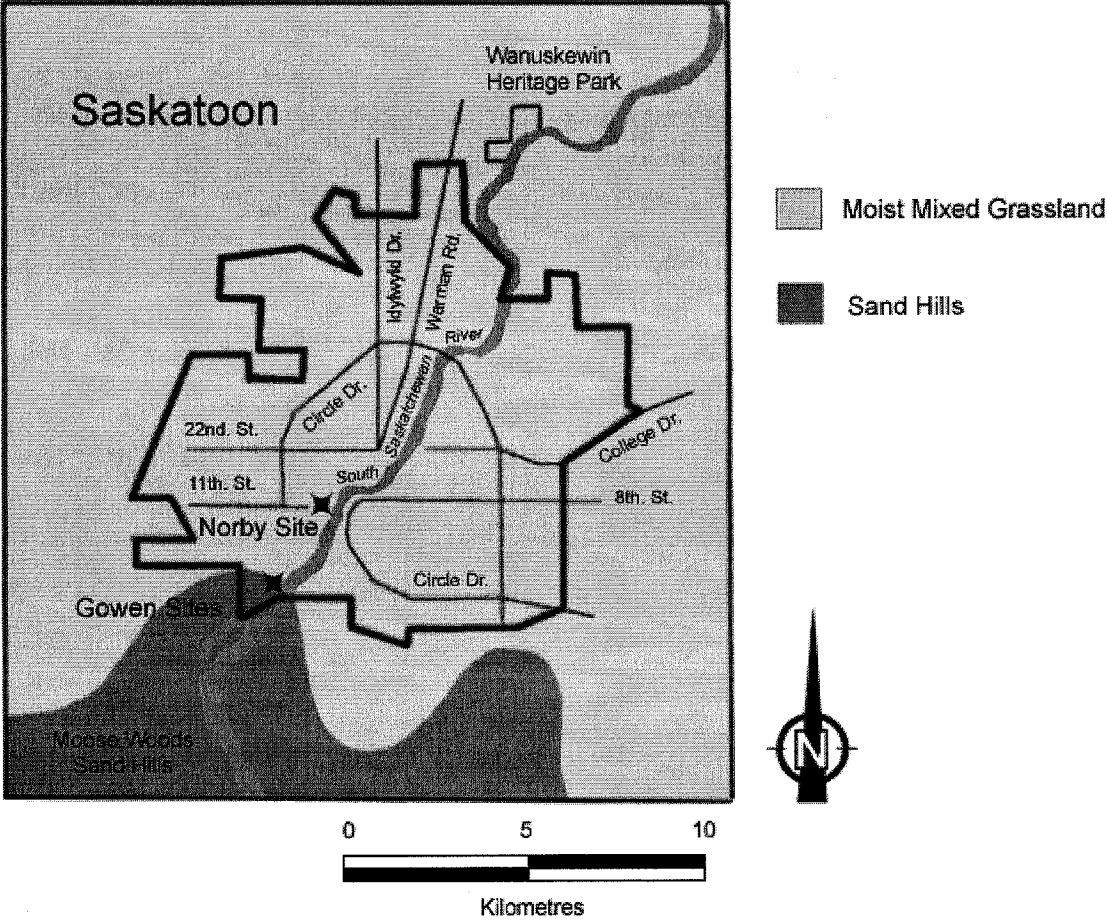 Wanuskewin
Heritage Park
Saskatoon
Moist Mixed Grassland
Sand Hills
Idylwyld Dr.
Warman Rd.
River
Saskatchewan
South
Circle Dr.
22nd. St.
College Dr.
11th. St.
8th. St.
Norby Site
Circle Dr.
Gowen Sites
Moose Woods
Sand Hills
N
0 5 10
Kilometres